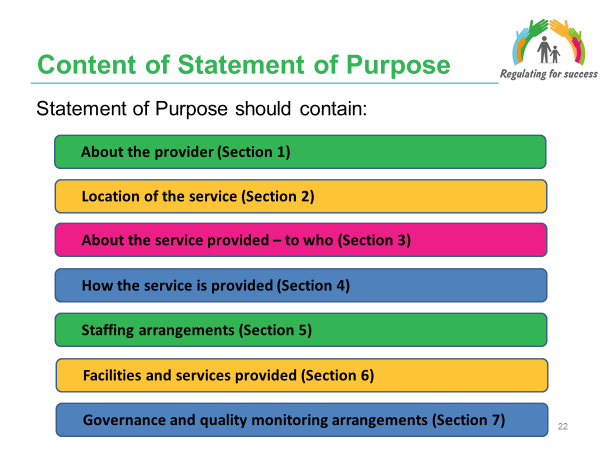 Content of Statement of Purpose
Regulating for success
Statement of Purpose should contain:
About the provider (Section 1)
Location of the service (Section 2)
About the service provided – to who (Section 3)
How the service is provided (Section 4)
Staffing arrangements (Section 5)
Facilities and services provided (Section 6)
Governance and quality monitoring arrangements (Section 7)
22